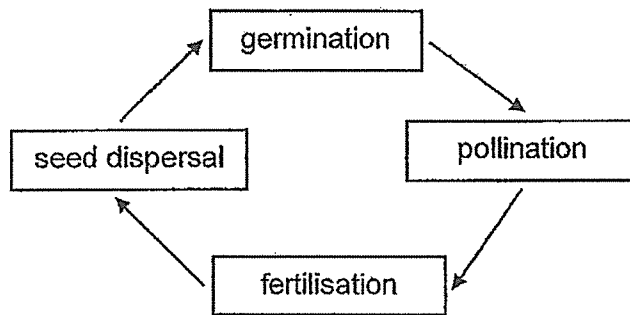 germination
seed dispersal
pollination
fertilisation